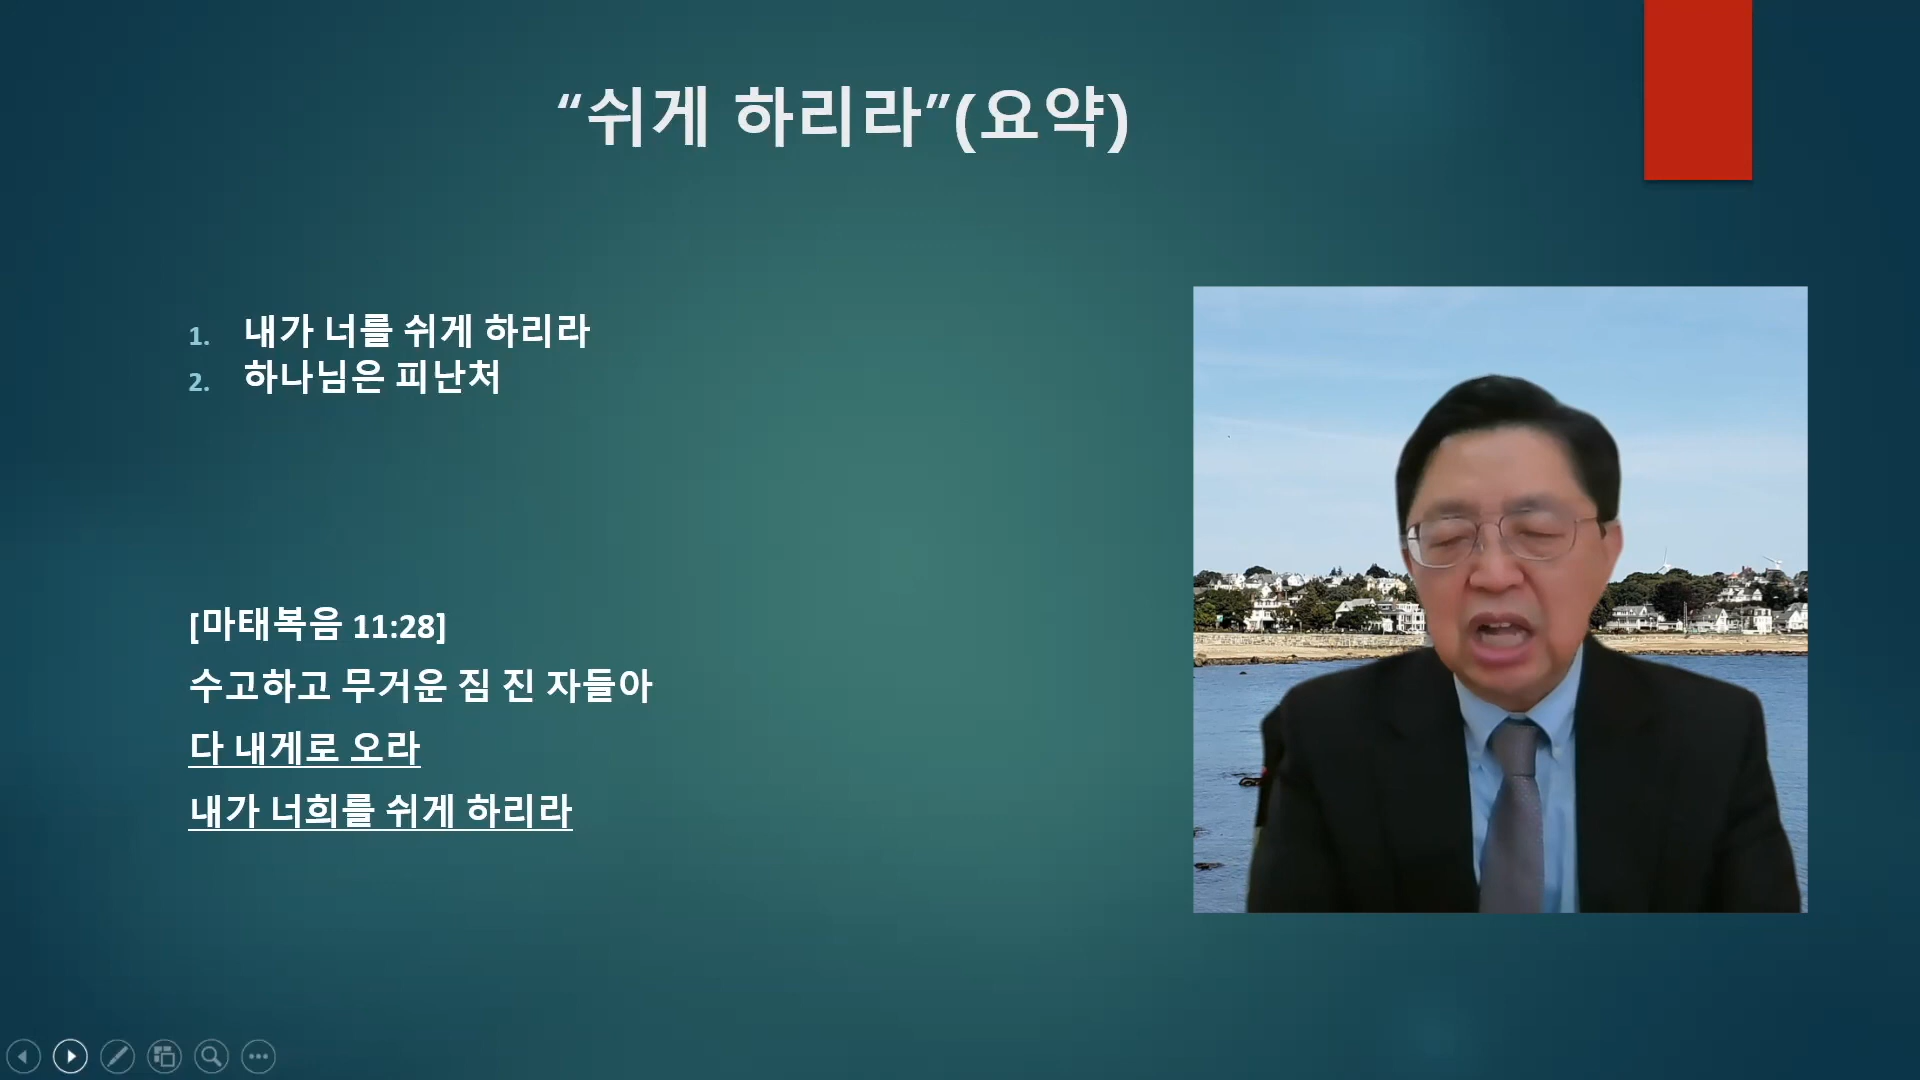 “쉬게 하리라”(요약)
1. 내가 너를 쉬게 하리라
2. 하나님은 피난처
[마태복음 11:28]
수고하고 무거운 짐 진 자들아
다 내게로 오라
내가 너희를 쉬게 하리라